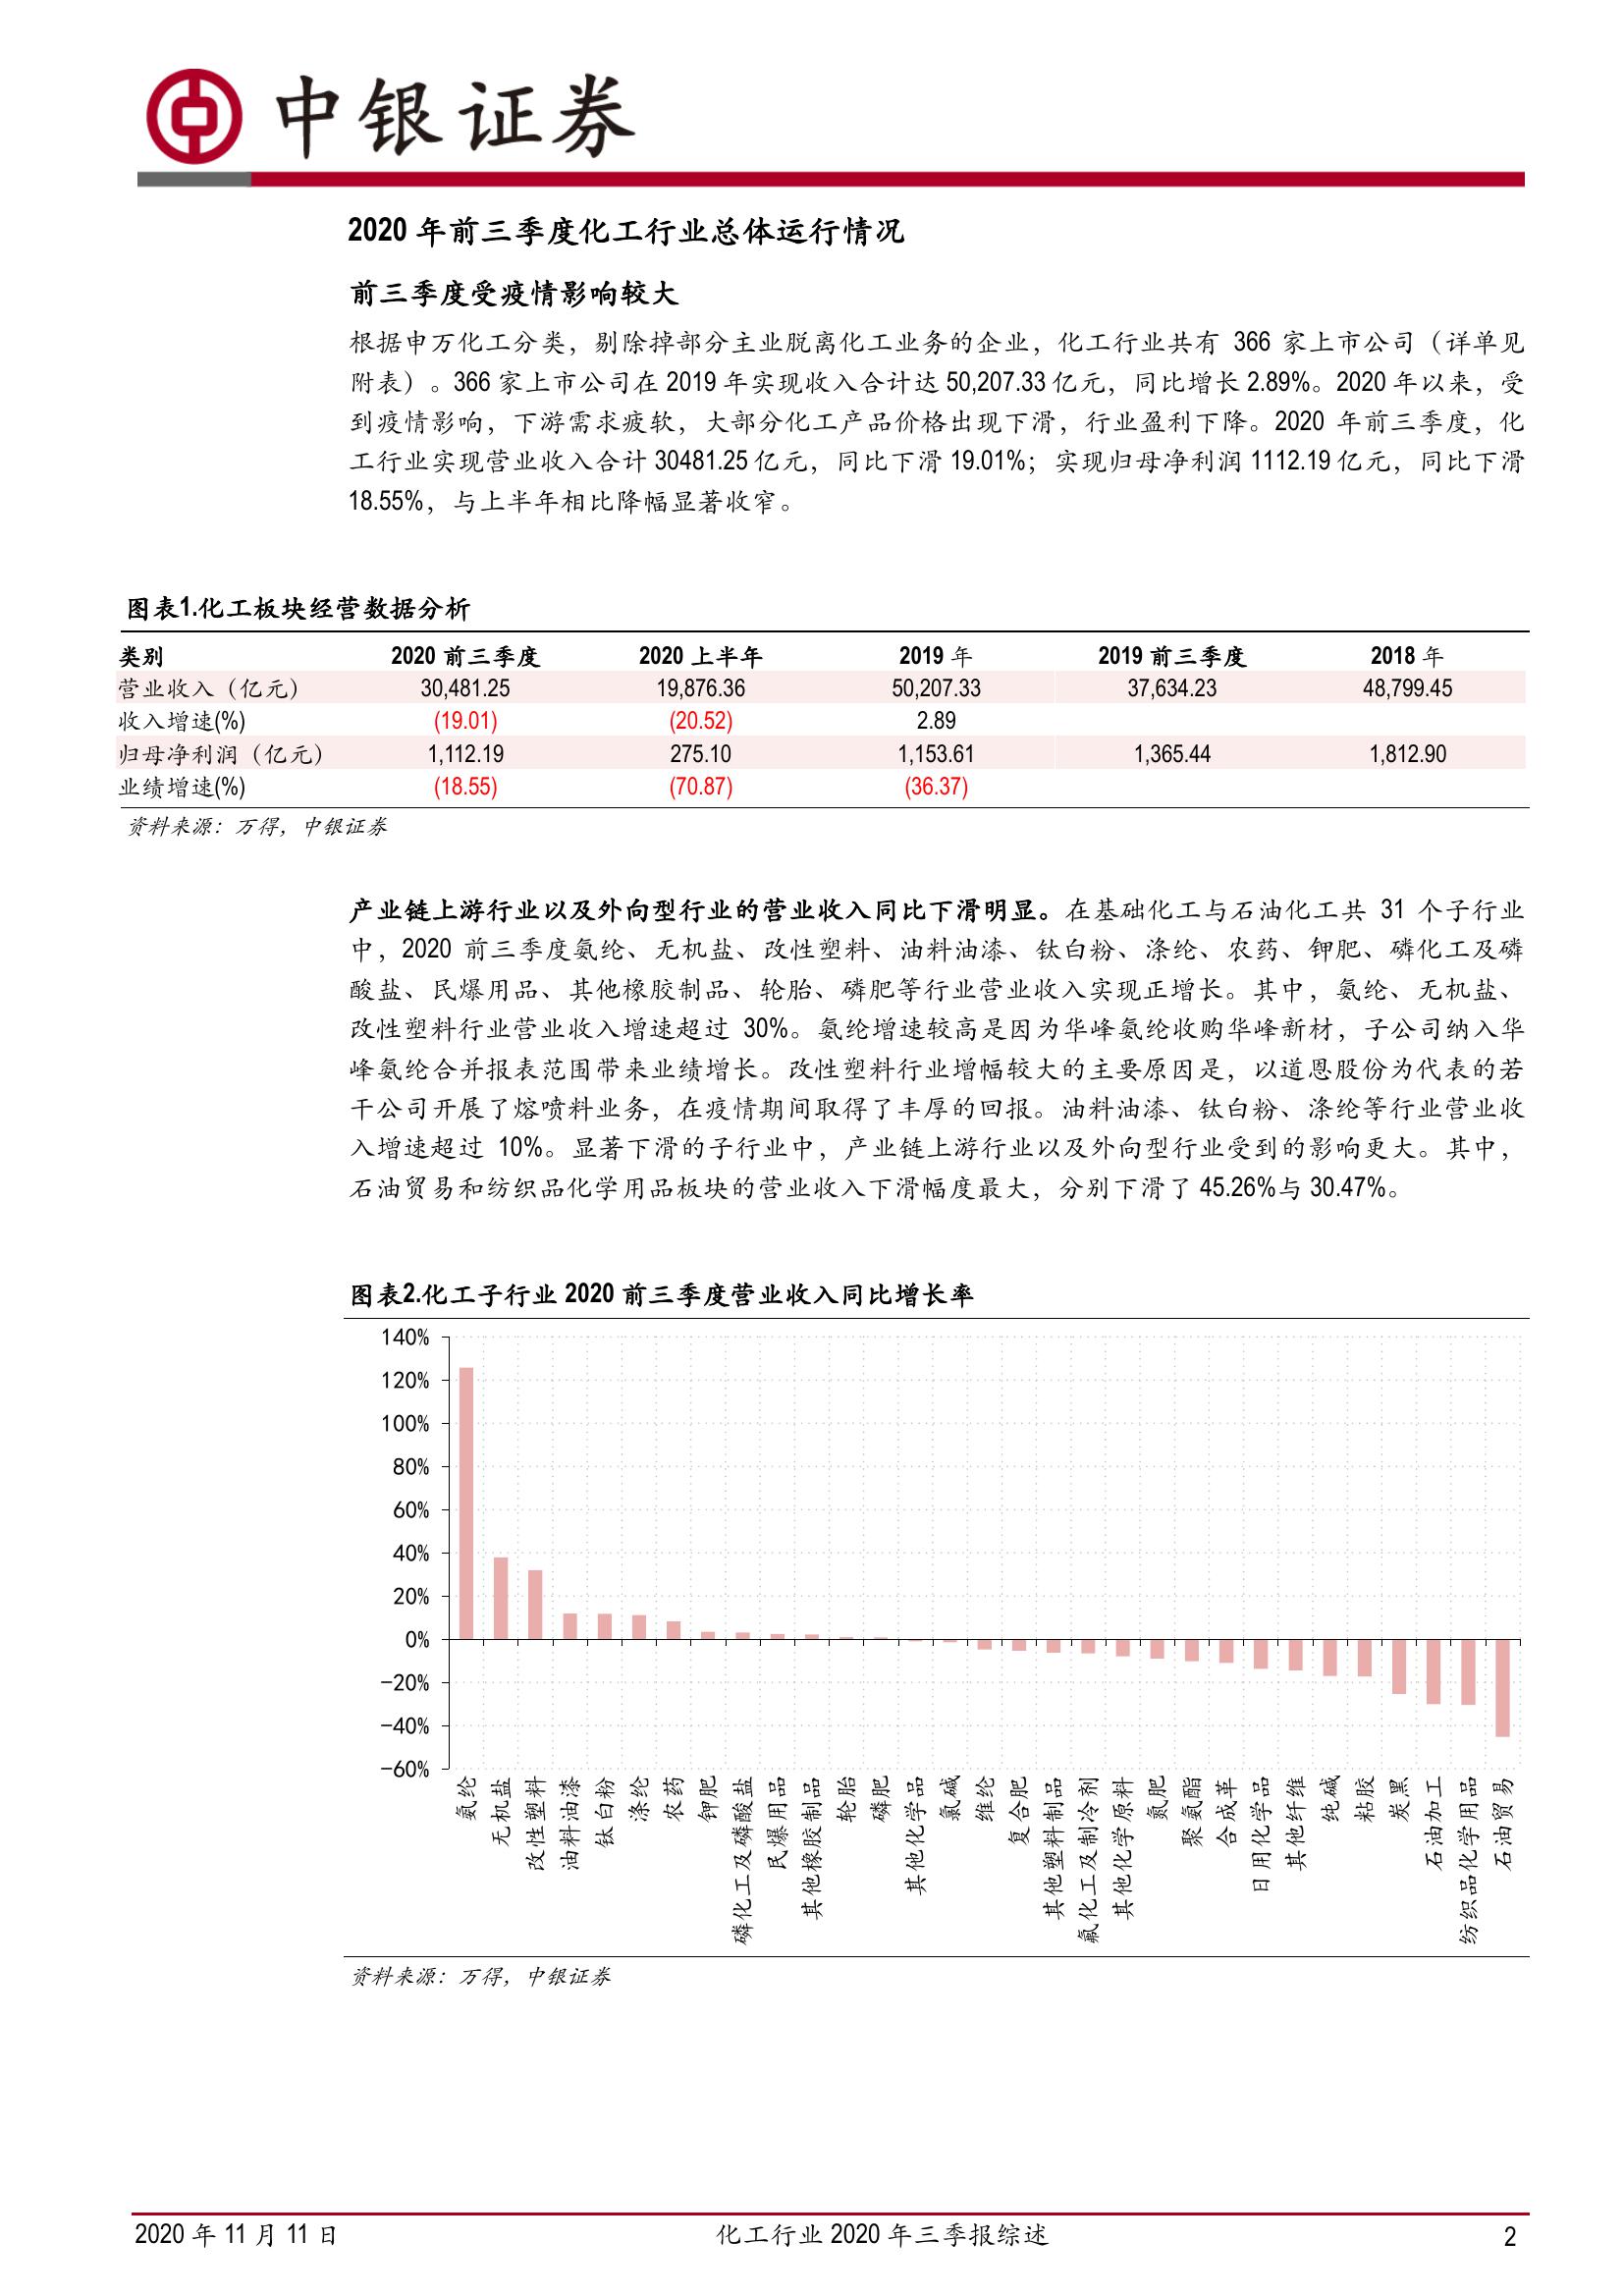 中银证券
2020 年前三季度化工行业总体运行情况
前三季度受疫情影响较大
根据申万化工分类，剔除掉部分主业脱离化工业务的企业，化工行业共有 366 家上市公司（详单见
附表）。366 家上市公司在 2019 年实现收入合计达 50,207.33 亿元，同比增长 2.89%。2020 年以来，受
到疫情影响，下游需求疲软，大部分化工产品价格出现下滑，行业盈利下降。2020 年前三季度，化
工行业实现营业收入合计 30481.25 亿元，同比下滑 19.01%；实现归母净利润 1112.19 亿元，同比下滑
18.55%，与上半年相比降幅显著收窄。
图表1.化工板块经营数据分析
类别 2020 前三季度 2020 上半年 2019 年 2019 前三季度 2018 年
营业收入（亿元） 30,481.25 19,876.36 50,207.33 37,634.23 48,799.45
收入增速(%) (19.01) (20.52) 2.89
归母净利润（亿元） 1,112.19 275.10 1,153.61 1,365.44 1,812.90
业绩增速(%) (18.55) (70.87) (36.37)
资料来源：万得，中银证券
产业链上游行业以及外向型行业的营业收入同比下滑明显。在基础化工与石油化工共 31 个子行业
中，2020 前三季度氨纶、无机盐、改性塑料、油料油漆、钛白粉、涤纶、农药、钾肥、磷化工及磷
酸盐、民爆用品、其他橡胶制品、轮胎、磷肥等行业营业收入实现正增长。其中，氨纶、无机盐、
改性塑料行业营业收入增速超过 30%。氨纶增速较高是因为华峰氨纶收购华峰新材，子公司纳入华
峰氨纶合并报表范围带来业绩增长。改性塑料行业增幅较大的主要原因是，以道恩股份为代表的若
干公司开展了熔喷料业务，在疫情期间取得了丰厚的回报。油料油漆、钛白粉、涤纶等行业营业收
入增速超过 10%。显著下滑的子行业中，产业链上游行业以及外向型行业受到的影响更大。其中，
石油贸易和纺织品化学用品板块的营业收入下滑幅度最大，分别下滑了 45.26%与 30.47%。
图表2.化工子行业 2020 前三季度营业收入同比增长率
140%
120%
100%
80%
60%
40%
20%
0%
-20%
-40%
-60%
氨纶
无机盐
改性塑料
油料油漆
钛白粉
涤纶
农药
钾肥
磷化工及磷酸盐
民爆用品
其他橡胶制品
轮胎
磷肥
其他化学品
氯碱
维纶
复合肥
其他塑料制品
氟化工及制冷剂
其他化学原料
氮肥
聚氨酯
合成革
日用化学品
其他纤维
纯碱
粘胶
炭黑
石油加工
纺织品化学用品
石油贸易
资料来源：万得，中银证券
2020 年 11 月 11 日 化工行业 2020 年三季报综述 2